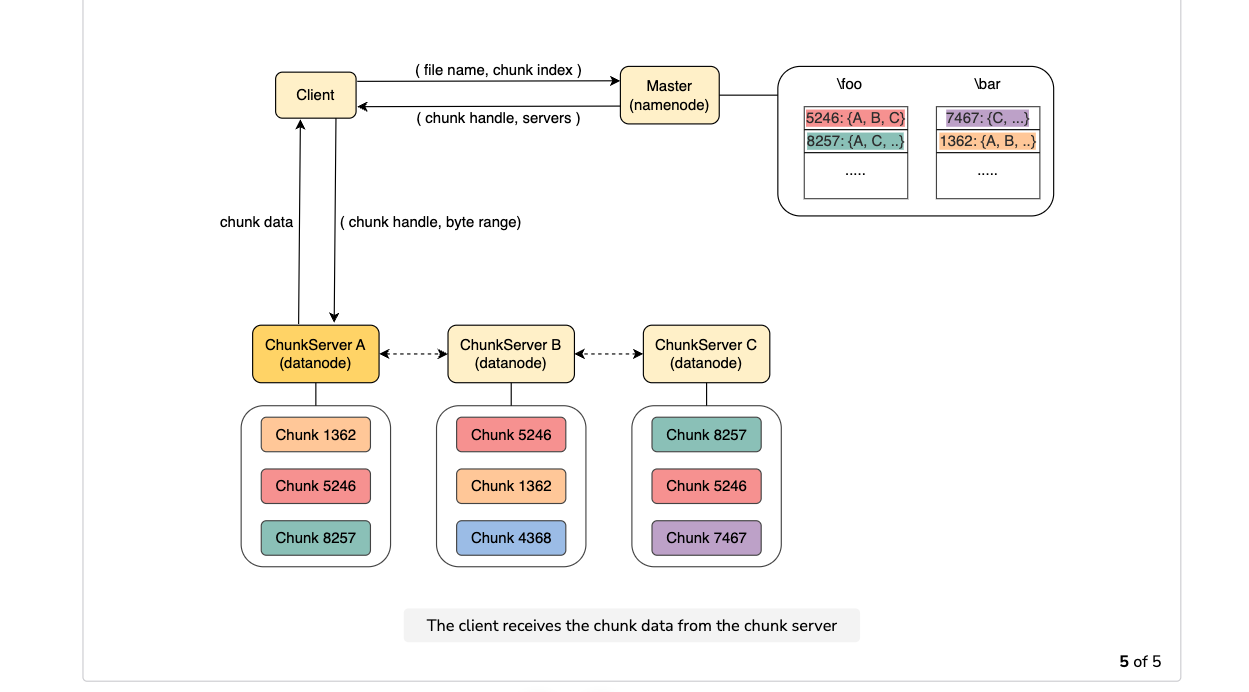 ( file name, chunk index )
Client
Master
(namenode)
( chunk handle, servers )
\foo
\bar
5246: {A, B, C}
7467: {C, ...}
8257: {A, C, ..}
1362: {A, B, ..}
.....
.....
chunk data
( chunk handle, byte range)
ChunkServer A
(datanode)
ChunkServer B
(datanode)
ChunkServer C
(datanode)
Chunk 1362
Chunk 5246
Chunk 8257
Chunk 5246
Chunk 1362
Chunk 4368
Chunk 8257
Chunk 5246
Chunk 7467
The client receives the chunk data from the chunk server
5 of 5